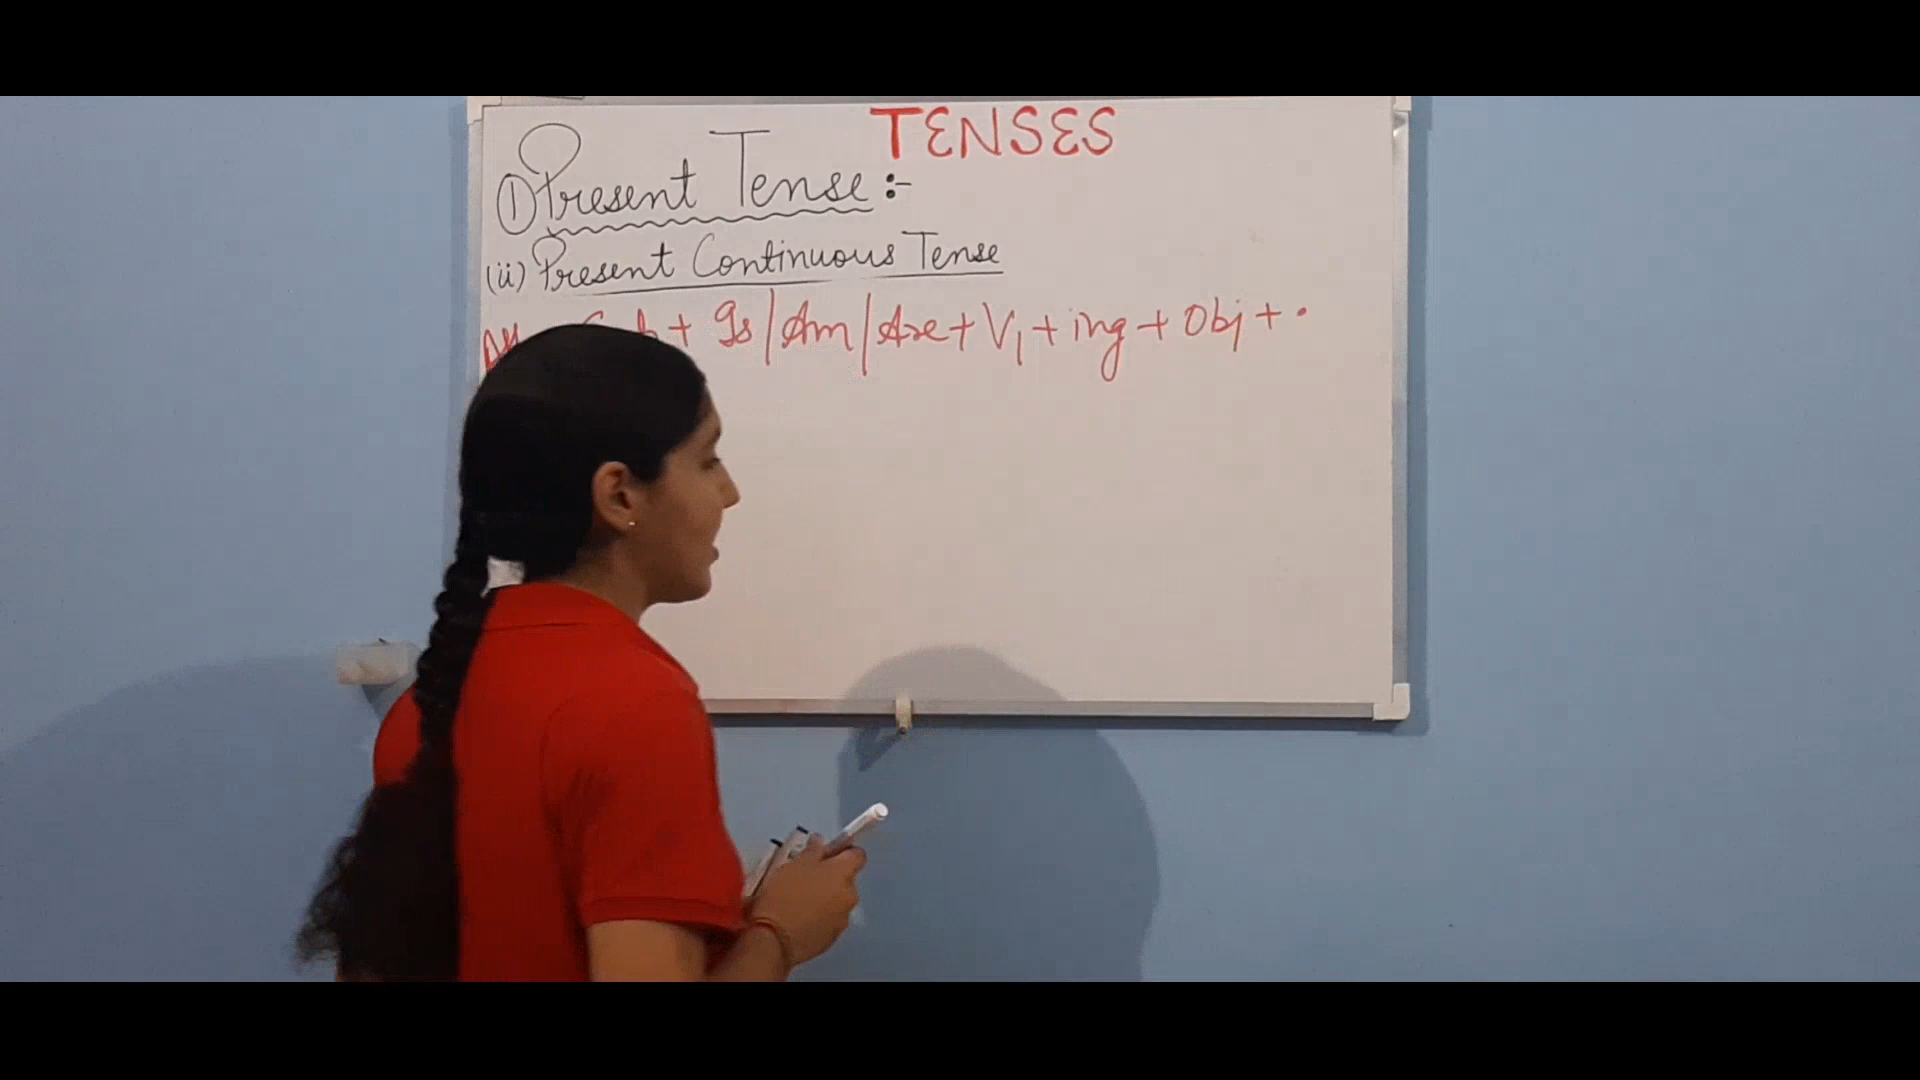 TENSES
① Present Tense :-
(ii) Present Continuous Tense
+ Is / Am / Are + V1 + ing + Obj + .